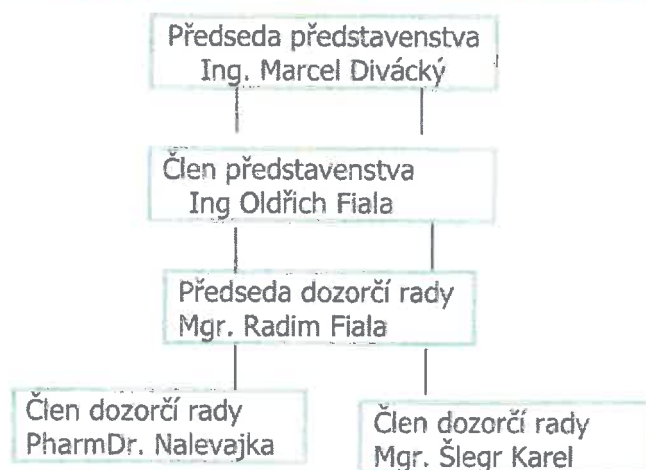 Předseda představenstva
Ing. Marcel Divácký
Člen představenstva
Ing Oldřich Fiala
Předseda dozorčí rady
Mgr. Radim Fiala
Člen dozorčí rady
PharmDr. Nalevajka
Člen dozorčí rady
Mgr. Šlegr Karel